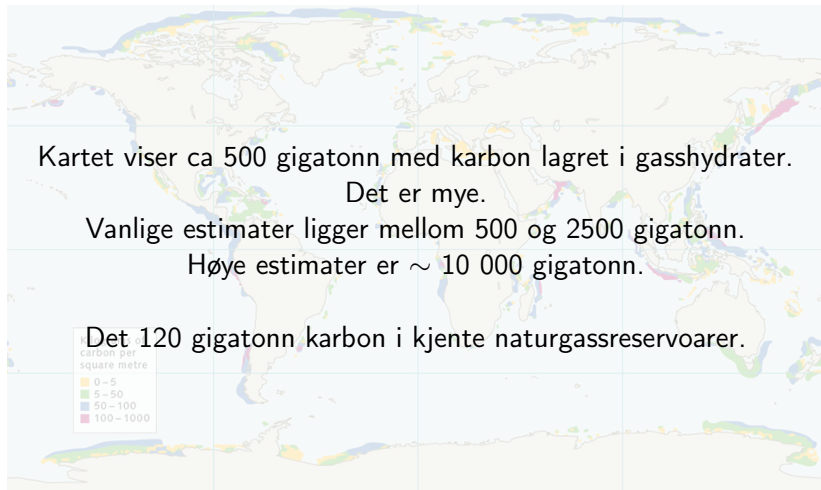 Kartet viser ca 500 gigatonn med karbon lagret i gasshydrater.
Det er mye.
Vanlige estimater ligger mellom 500 og 2500 gigatonn.
Høye estimater er ∼ 10 000 gigatonn.
Det 120 gigatonn karbon i kjente naturgassreservoarer.
carbon per
square metre
0–5
5–50
50–100
100–1000